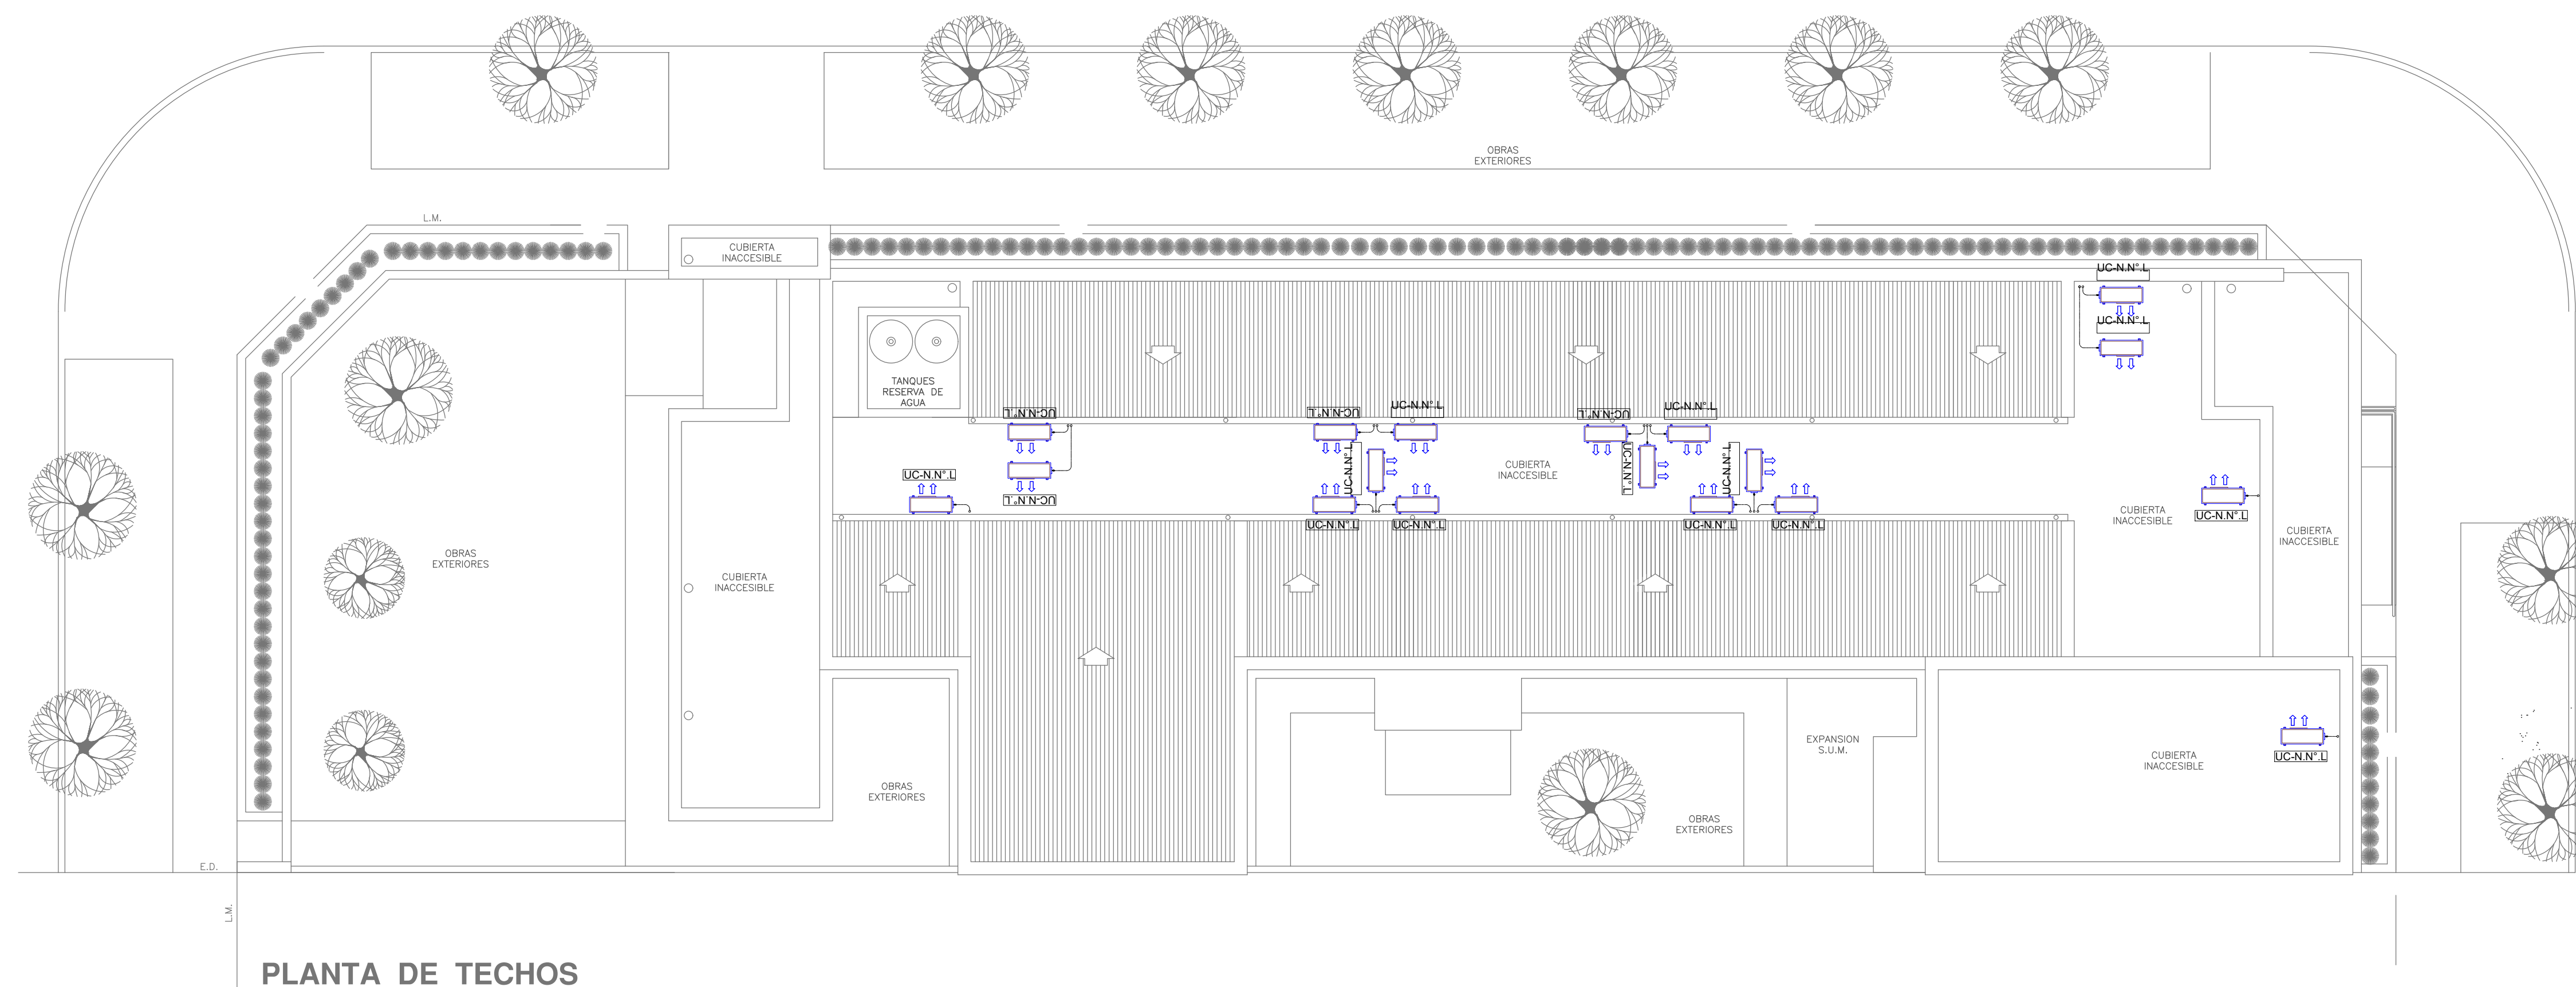 OBRAS
EXTERIORES
L.M.
CUBIERTA
INACCESIBLE
UC-N.N°.L
UC-N.N°.L
TANQUES
RESERVA DE
AGUA
UC-N.N°.L
UC-N.N°.L
UC-N.N°.L
UC-N.N°.L
UC-N.N°.L
UC-N.N°.L
UC-N.N°.L
UC-N.N°.L
UC-N.N°.L
CUBIERTA
INACCESIBLE
UC-N.N°.L
UC-N.N°.L
UC-N.N°.L
UC-N.N°.L
UC-N.N°.L
UC-N.N°.L
UC-N.N°.L
CUBIERTA
INACCESIBLE
CUBIERTA
INACCESIBLE
OBRAS
EXTERIORES
CUBIERTA
INACCESIBLE
EXPANSION
S.U.M.
CUBIERTA
INACCESIBLE
UC-N.N°.L
OBRAS
EXTERIORES
OBRAS
EXTERIORES
E.D.
L.M.
PLANTA DE TECHOS